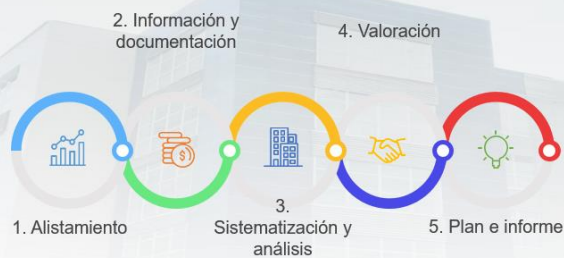 1. Alistamiento
2. Información y
documentación
3.
Sistematización y
análisis
4. Valoración
5. Plan e informe
$